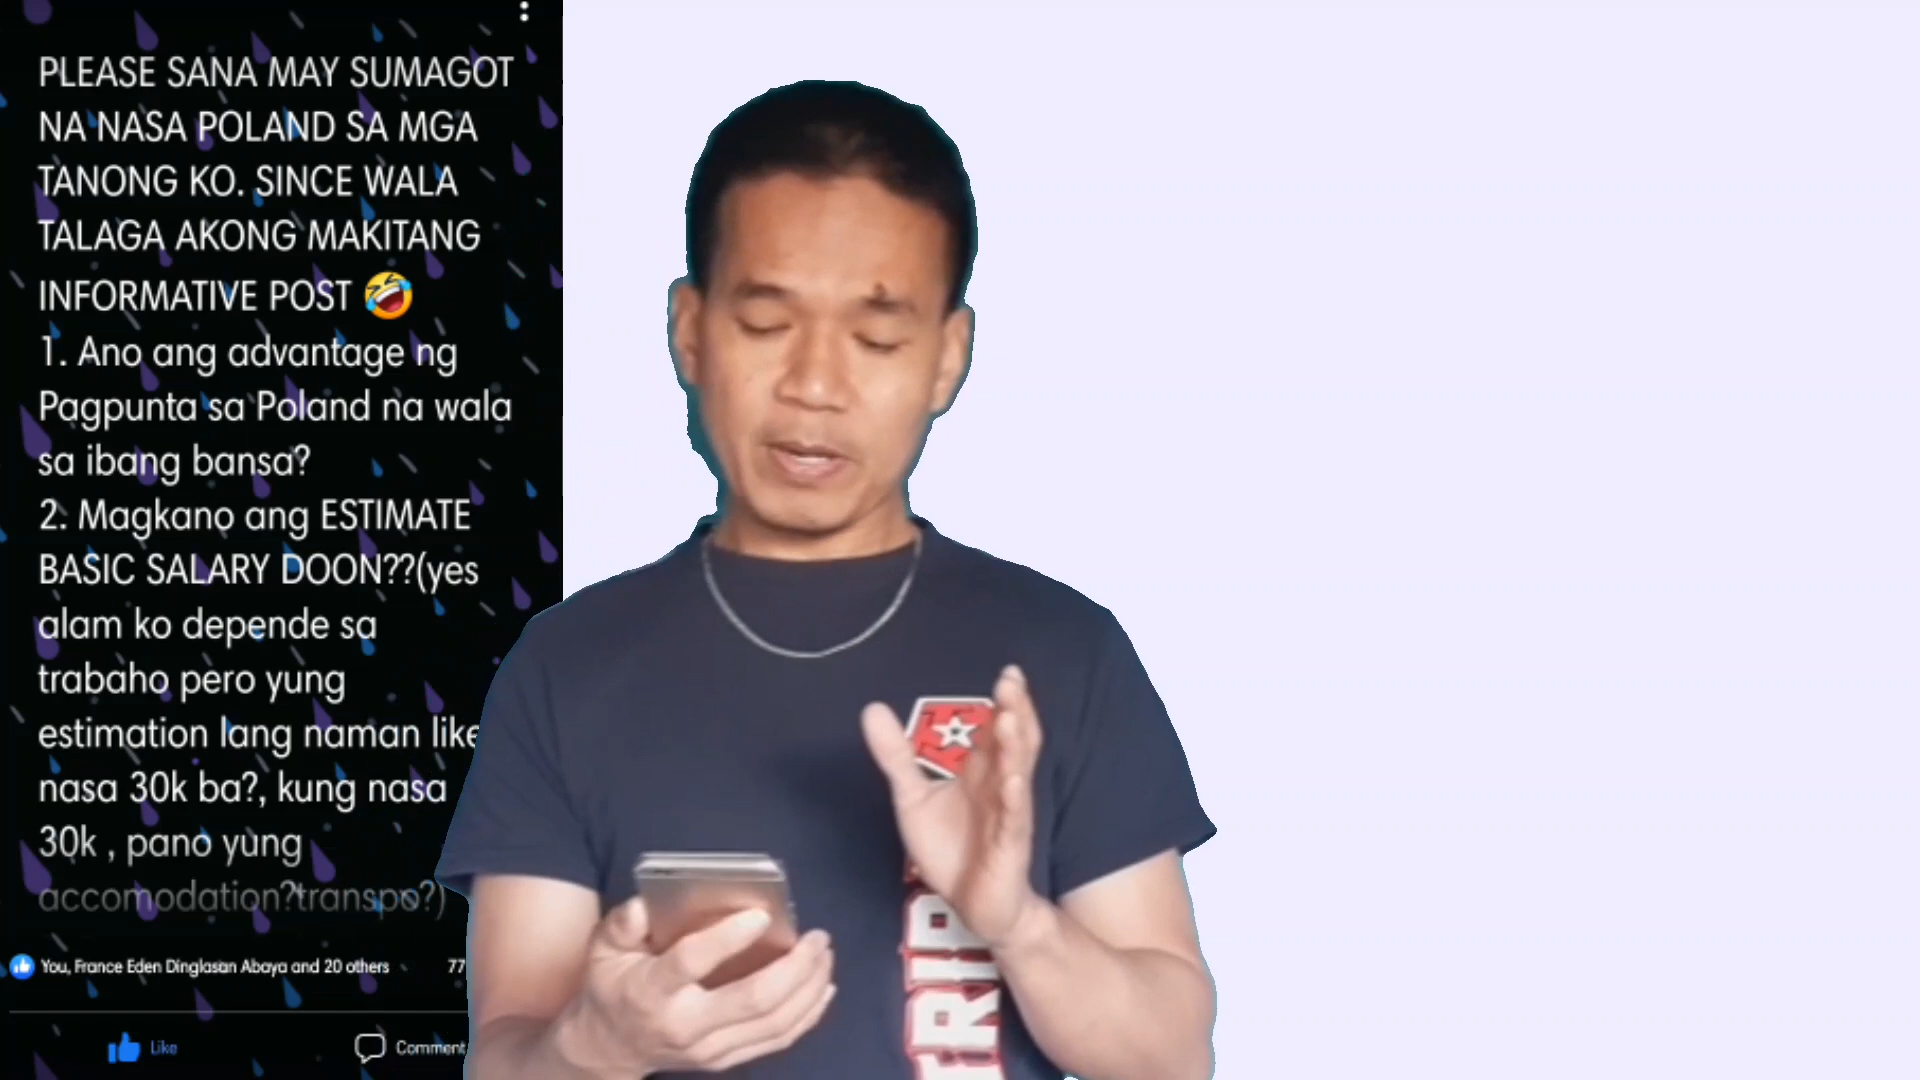 PLEASE SANA MAY SUMAGOT
NA NASA POLAND SA MGA
TANONG KO. SINCE WALA
TALAGA AKONG MAKITANG
INFORMATIVE POST 🤣
1. Ano ang advantage ng
Pagpunta sa Poland na wala
sa ibang bansa?
2. Magkano ang ESTIMATE
BASIC SALARY DOON??(yes
alam ko depende sa
trabaho pero yung
estimation lang naman like
nasa 30k ba?, kung nasa
30k , pano yung
accomodation?transpo?)
You, France Eden Dinglasan Abaya and 20 others
77
Like
Comment